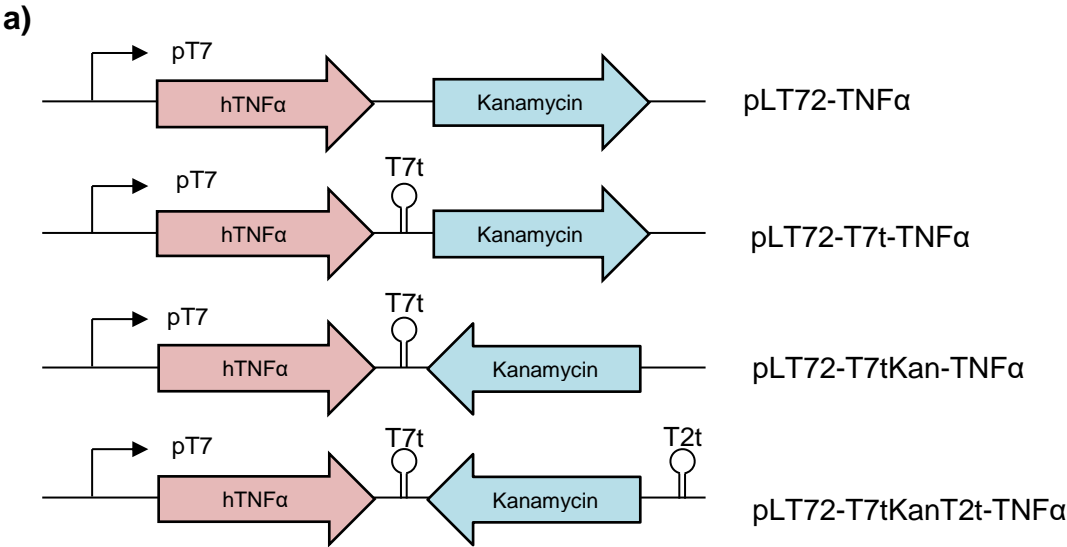 a)
pT7
hTNFα
Kanamycin
pLT72-TNFα
pT7
T7t
hTNFα
Kanamycin
pLT72-T7t-TNFα
pT7
T7t
hTNFα
Kanamycin
pLT72-T7tKan-TNFα
pT7
T7t
T2t
hTNFα
Kanamycin
pLT72-T7tKanT2t-TNFα